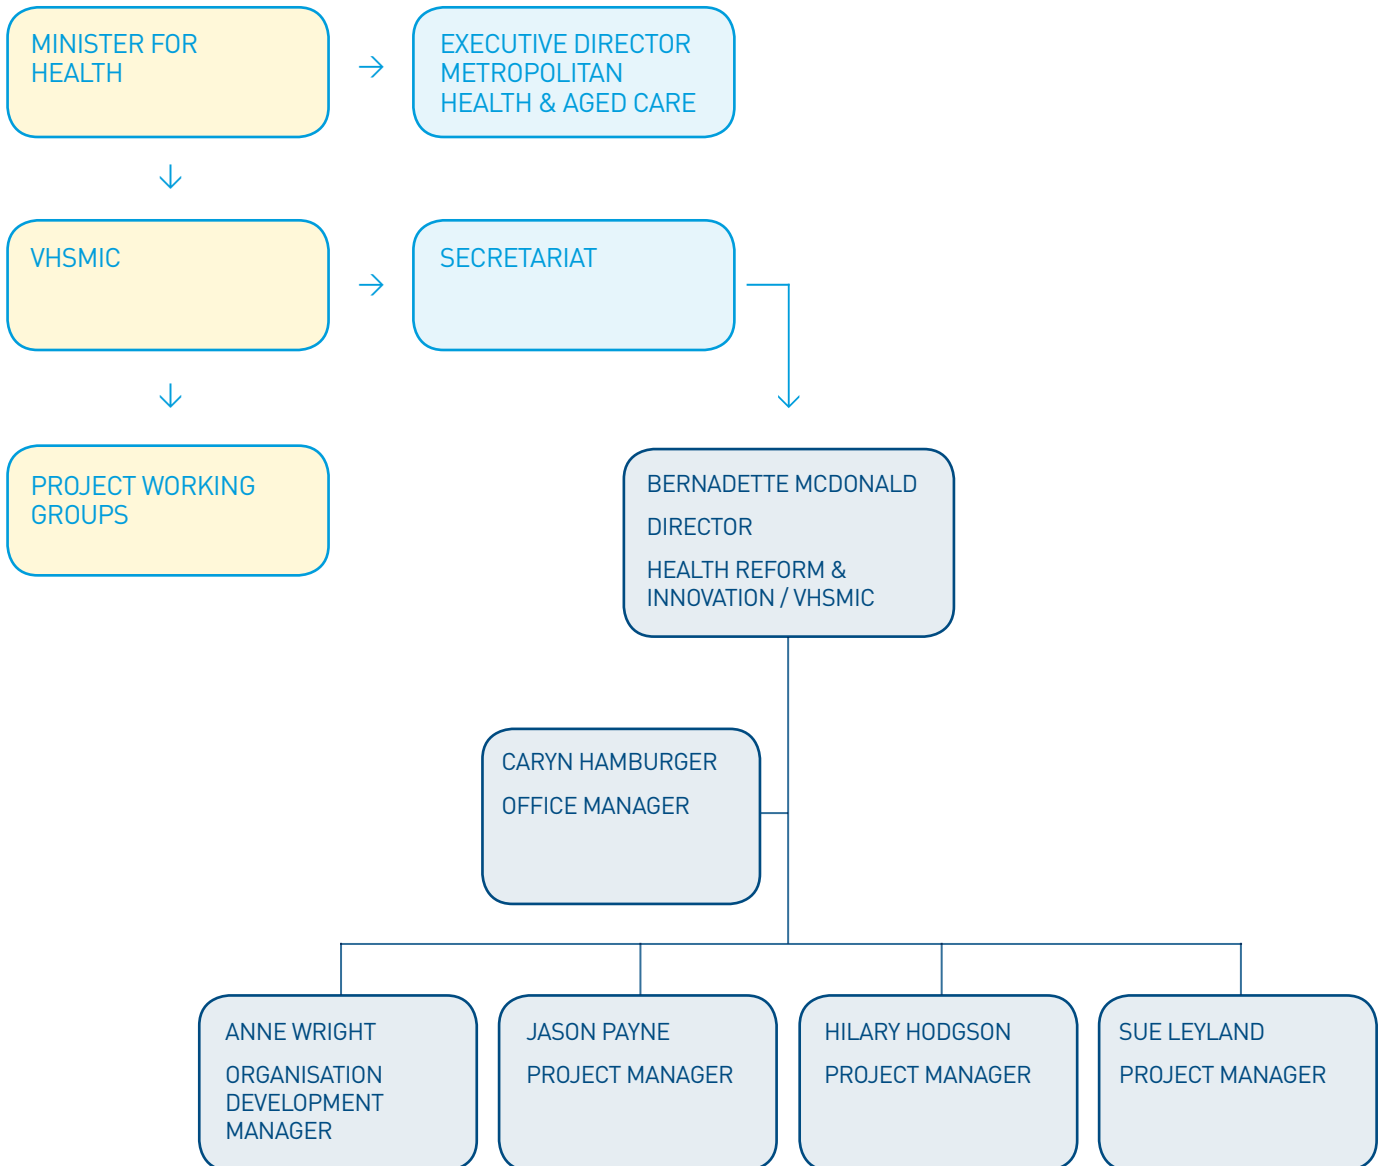 MINISTER FOR
HEALTH
EXECUTIVE DIRECTOR
METROPOLITAN
HEALTH & AGED CARE
VHSMIC
SECRETARIAT
PROJECT WORKING
GROUPS
BERNADETTE MCDONALD
DIRECTOR
HEALTH REFORM &
INNOVATION / VHSMIC
CARYN HAMBURGER
OFFICE MANAGER
ANNE WRIGHT
ORGANISATION
DEVELOPMENT
MANAGER
JASON PAYNE
PROJECT MANAGER
HILARY HODGSON
PROJECT MANAGER
SUE LEYLAND
PROJECT MANAGER